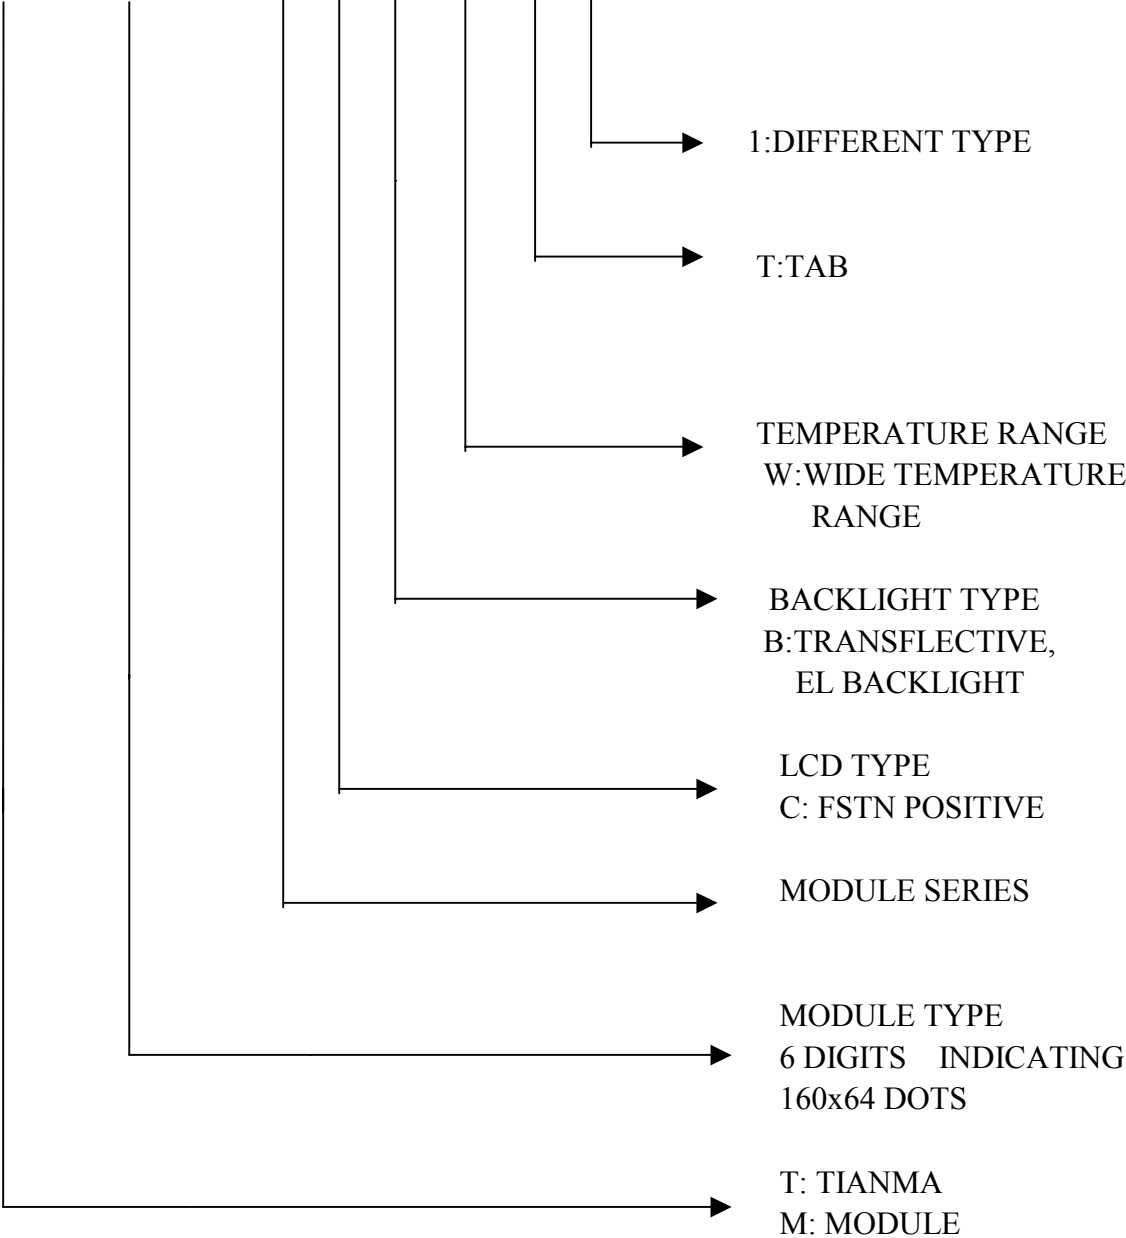 1:DIFFERENT TYPE
T:TAB
TEMPERATURE RANGE
W:WIDE TEMPERATURE
RANGE
BACKLIGHT TYPE
B:TRANSFLECTIVE,
EL BACKLIGHT
LCD TYPE
C: FSTN POSITIVE
MODULE SERIES
MODULE TYPE
6 DIGITS INDICATING
160x64 DOTS
T: TIANMA
M: MODULE